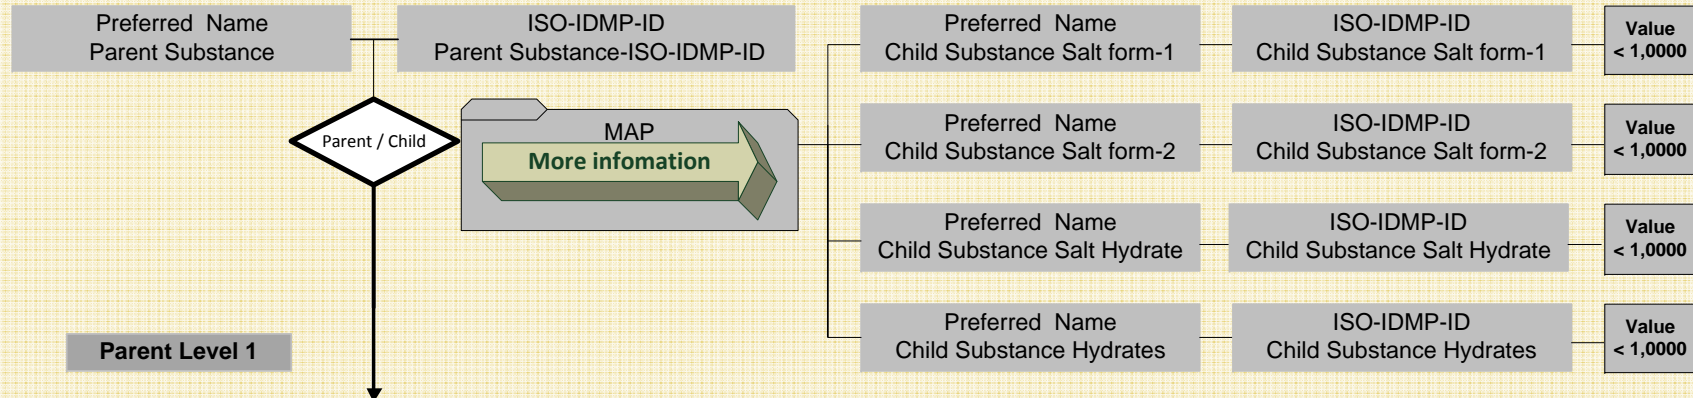 Preferred Name
Parent Substance
ISO-IDMP-ID
Parent Substance-ISO-IDMP-ID
Parent / Child
MAP
More infomation
Parent Level 1
Preferred Name
Child Substance Salt form-1
ISO-IDMP-ID
Child Substance Salt form-1
Value
< 1,0000
Preferred Name
Child Substance Salt form-2
ISO-IDMP-ID
Child Substance Salt form-2
Value
< 1,0000
Preferred Name
Child Substance Salt Hydrate
ISO-IDMP-ID
Child Substance Salt Hydrate
Value
< 1,0000
Preferred Name
Child Substance Hydrates
ISO-IDMP-ID
Child Substance Hydrates
Value
< 1,0000